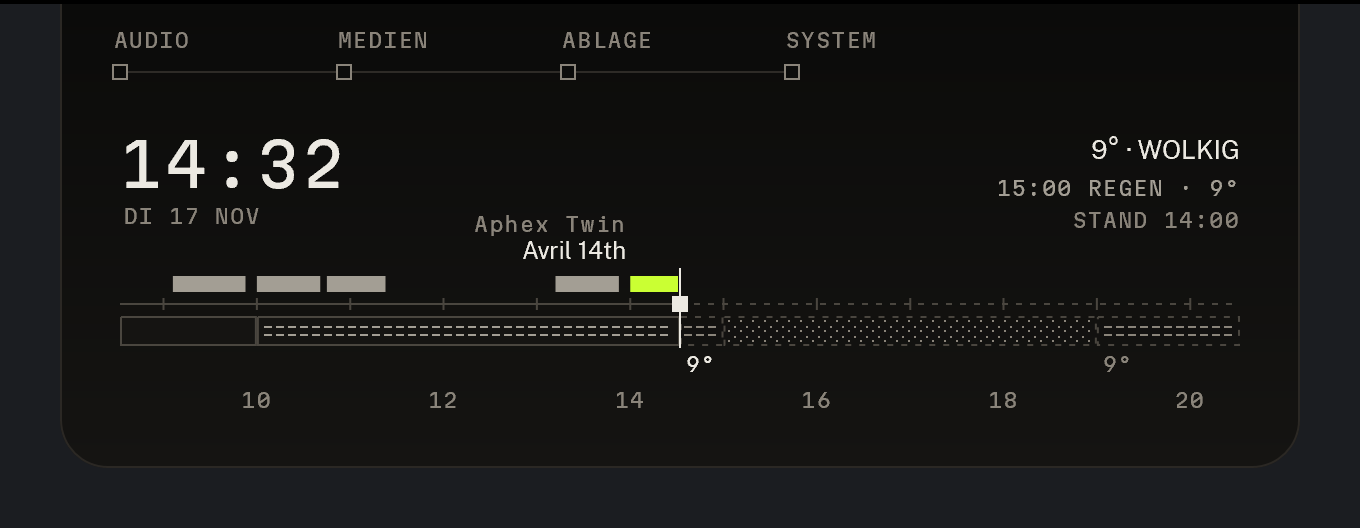 AUDIO MEDIEN ABLAGE SYSTEM
14:32
DI 17 NOV
9° · WOLKIG
15:00 REGEN · 9°
STAND 14:00
Aphex Twin
Avril 14th
9° 9°
10 12 14 16 18 20